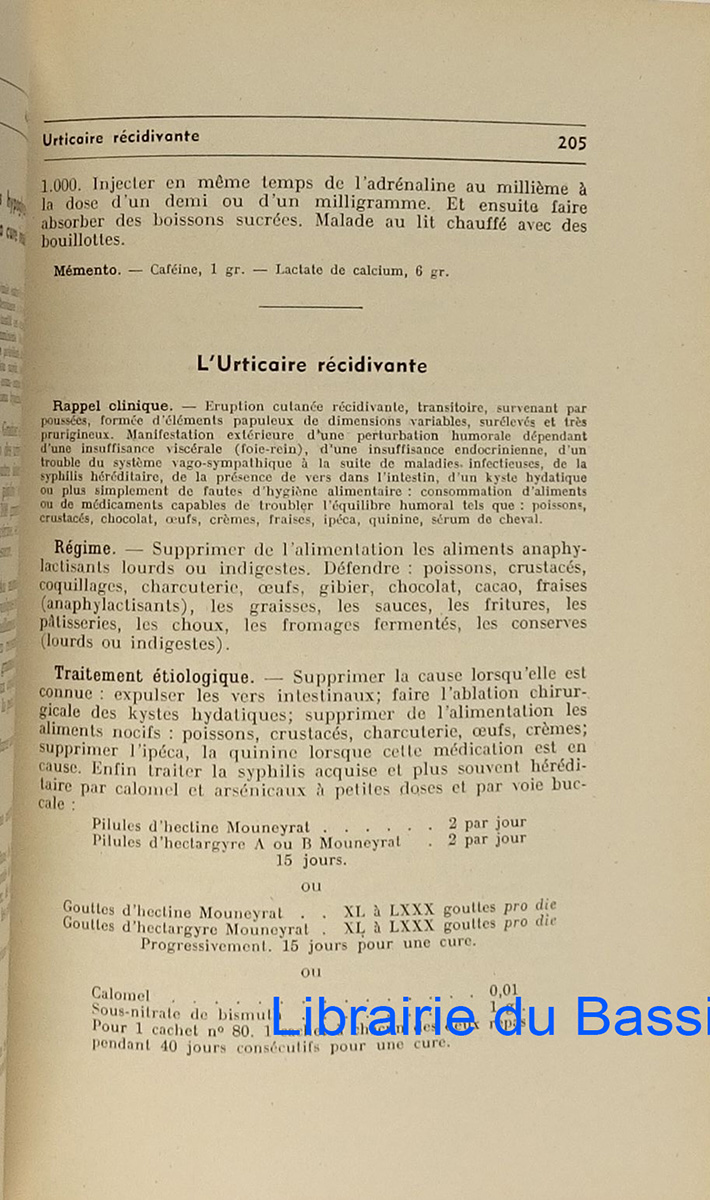 Urticaire récidivante
205
1.000. Injecter en même temps de l'adrénaline au millième à
la dose d'un demi ou d'un milligramme. Et ensuite faire
absorber des boissons sucrées. Malade au lit chauffé avec des
bouillottes.
Mémento. — Caféine, 1 gr. — Lactate de calcium, 6 gr.
L'Urticaire récidivante
Rappel clinique. — Eruption cutanée récidivante, transitoire, survenant par
poussées, formée d'éléments papuleux de dimensions variables, surélevés et très
prurigineux. Manifestation extérieure d'une perturbation humorale dépendant
d'une insuffisance viscérale (foie-rein), d'une insuffisance endocrinienne, d'un
trouble du système vago-sympathique à la suite de maladies infectieuses, de la
syphilis héréditaire, de la présence de vers dans l'intestin, d'un kyste hydatique
ou plus simplement de fautes d'hygiène alimentaire : consommation d'aliments
ou de médicaments capables de troubler l'équilibre humoral tels que : poissons,
crustacés, chocolat, œufs, crèmes, fraises, ipéca, quinine, sérum de cheval.
Régime. — Supprimer de l'alimentation les aliments anaphy-
lactisants lourds ou indigestes. Défendre : poissons, crustacés,
coquillages, charcuterie, œufs, gibier, chocolat, cacao, fraises
(anaphylactisants), les graisses, les sauces, les fritures, les
pâtisseries, les choux, les fromages fermentés, les conserves
(lourds ou indigestes).
Traitement étiologique. — Supprimer la cause lorsqu'elle est
connue : expulser les vers intestinaux; faire l'ablation chirur-
gicale des kystes hydatiques; supprimer de l'alimentation les
aliments nocifs : poissons, crustacés, charcuterie, œufs, crèmes;
supprimer l'ipéca, la quinine lorsque cette médication est en
cause. Enfin traiter la syphilis acquise et plus souvent hérédi-
taire par calomel et arsénicaux à petites doses et par voie buc-
cale :
Pilules d'hectine Mouneyrat . . . . . . 2 par jour
Pilules d'hectargyre A ou B Mouneyrat . 2 par jour
15 jours.
ou
Gouttes d'hectine Mouneyrat . . XL à LXXX gouttes pro die
Gouttes d'hectargyre Mouneyrat . XL à LXXX gouttes pro die
Progressivement. 15 jours pour une cure.
ou
Calomel . . . . . . . . . . . . . . . 0,01
Sous-nitrate de bismut
Pour 1 cachet nº 80. 1 repas
pendant 40 jours consécutifs pour une cure.
Librairie du Bassi